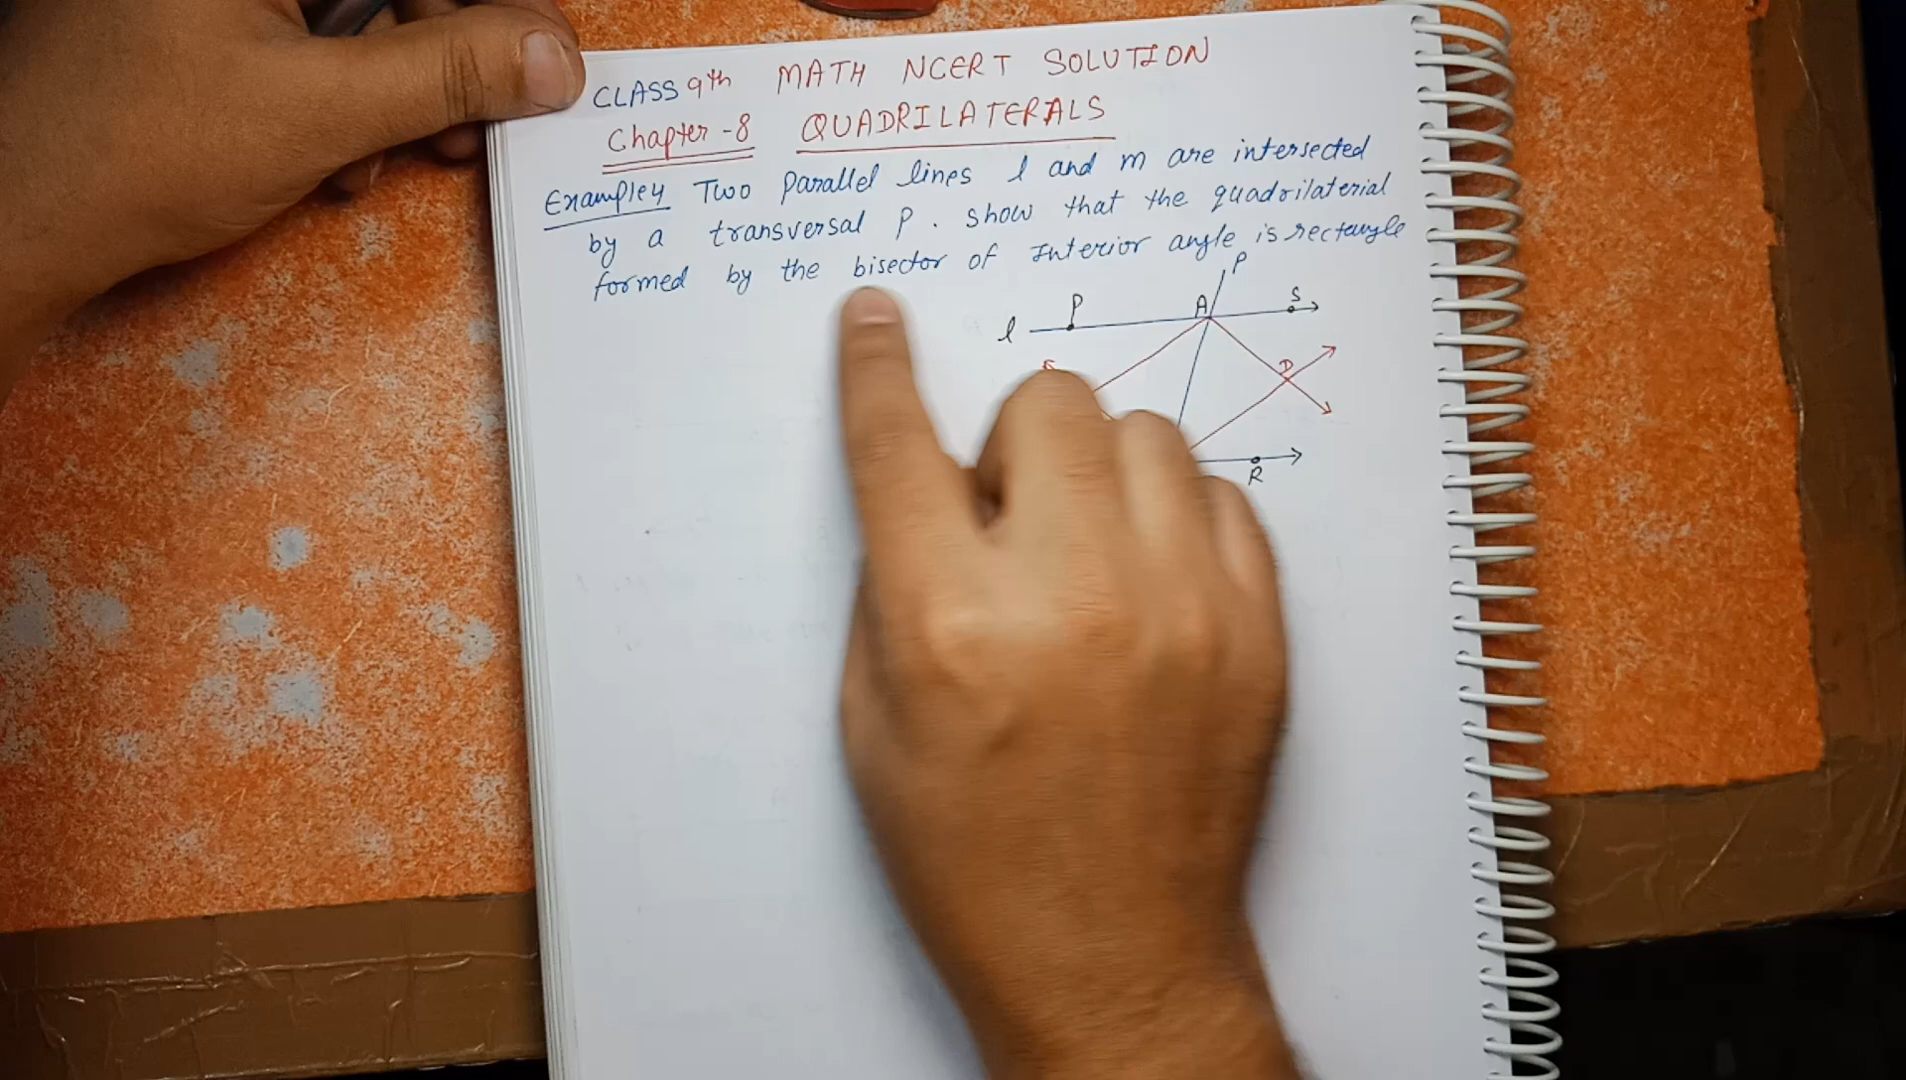 CLASS 9th MATH NCERT SOLUTION
Chapter-8 QUADRILATERALS
Example4 Two parallel lines l and m are intersected
by a transversal P. show that the quadrilaterial
formed by the bisector of Interior angle is rectangle
P
l P A S
D
R